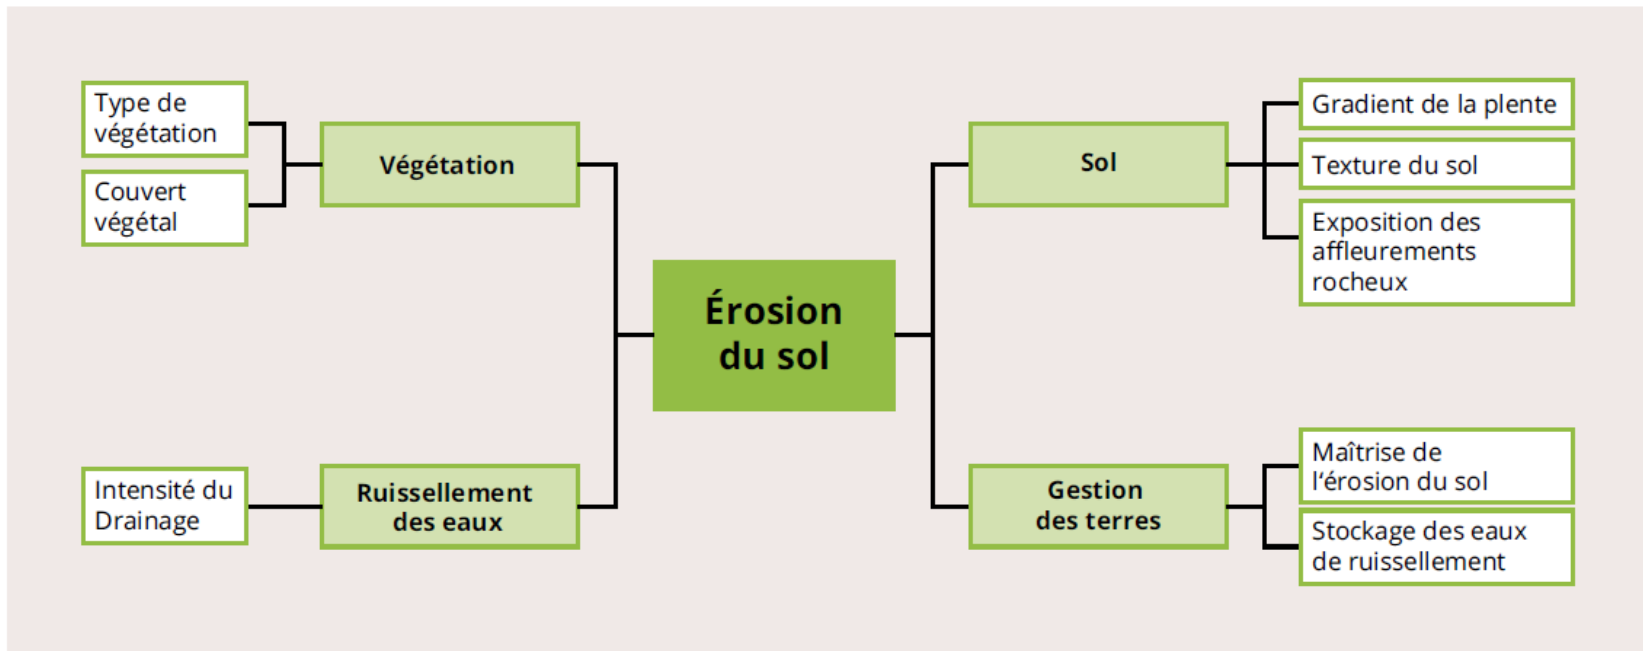 Type de
végétation
Couvert
végétal
Végétation
Intensité du
Drainage
Ruissellement
des eaux
Érosion
du sol
Sol
Gradient de la plente
Texture du sol
Exposition des
affleurements
rocheux
Gestion
des terres
Maîtrise de
l‘érosion du sol
Stockage des eaux
de ruissellement